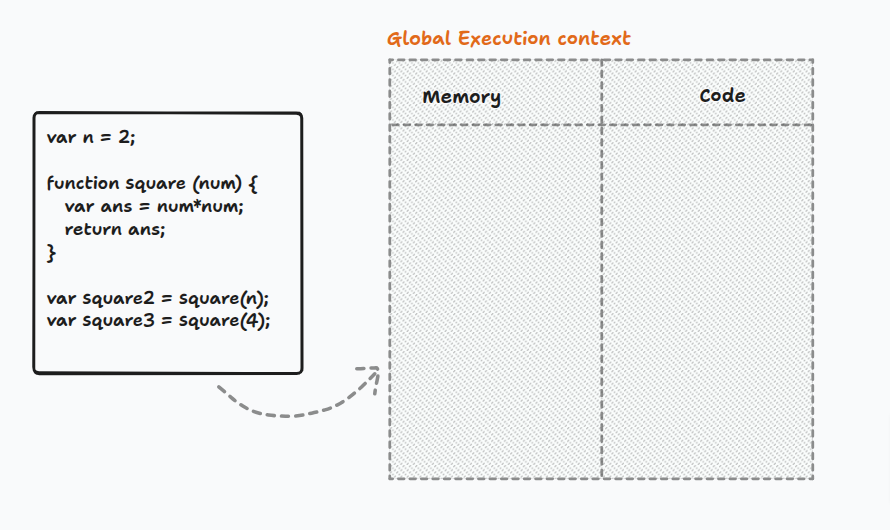 Global Execution context
Memory
Code
var n = 2;
function square (num) {
var ans = num*num;
return ans;
}
var square2 = square(n);
var square3 = square(4);